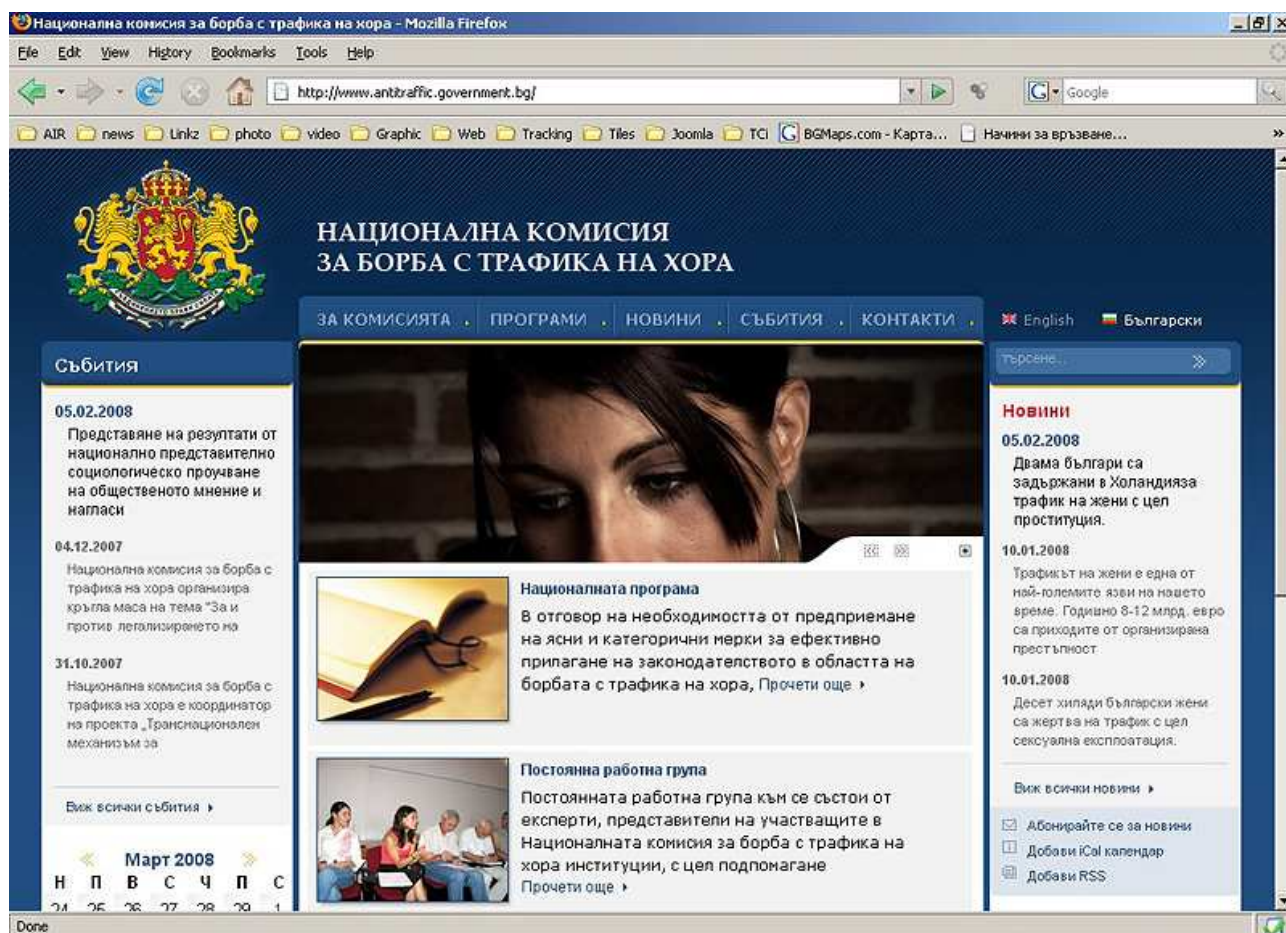 Национална комисия за борба с трафика на хора - Mozilla Firefox
File Edit View History Bookmarks Tools Help
http://www.antitraffic.government.bg/
Google
AIR news Linkz photo video Graphic Web Tracking Tiles Joomla TCi BGMaps.com - Карта... Начини за връзване...
НАЦИОНАЛНА КОМИСИЯ
ЗА БОРБА С ТРАФИКА НА ХОРА
ЗА КОМИСИЯТА ПРОГРАМИ НОВИНИ СЪБИТИЯ КОНТАКТИ
English Български
Събития
05.02.2008
Представяне на резултати от
национално представително
социологическо проучване
на общественото мнение и
нагласи
04.12.2007
Национална комисия за борба с
трафика на хора организира
кръгла маса на тема "За и
против легализирането на
31.10.2007
Национална комисия за борба с
трафика на хора е координатор
на проекта „Транснационален
механизъм за
Виж всички събития
Март 2008
Н П В С Ч П С
24 25 26 27 28 29 1
Националната програма
В отговор на необходимостта от предприемане
на ясни и категорични мерки за ефективно
прилагане на законодателството в областта на
борбата с трафика на хора, Прочети още
Постоянна работна група
Постоянната работна група към се състои от
експерти, представители на участващите в
Националната комисия за борба с трафика на
хора институции, с цел подпомагане
Прочети още
търсене...
Новини
05.02.2008
Двама българи са
задържани в Холандияза
трафик на жени с цел
проституция.
10.01.2008
Трафикът на жени е една от
най-големите язви на нашето
време. Годишно 8-12 млрд. евро
са приходите от организирана
престъпност
10.01.2008
Десет хиляди български жени
са жертва на трафик с цел
сексуална експлоатация.
Виж всички новини
Абонирайте се за новини
Добави iCal календар
Добави RSS
Done